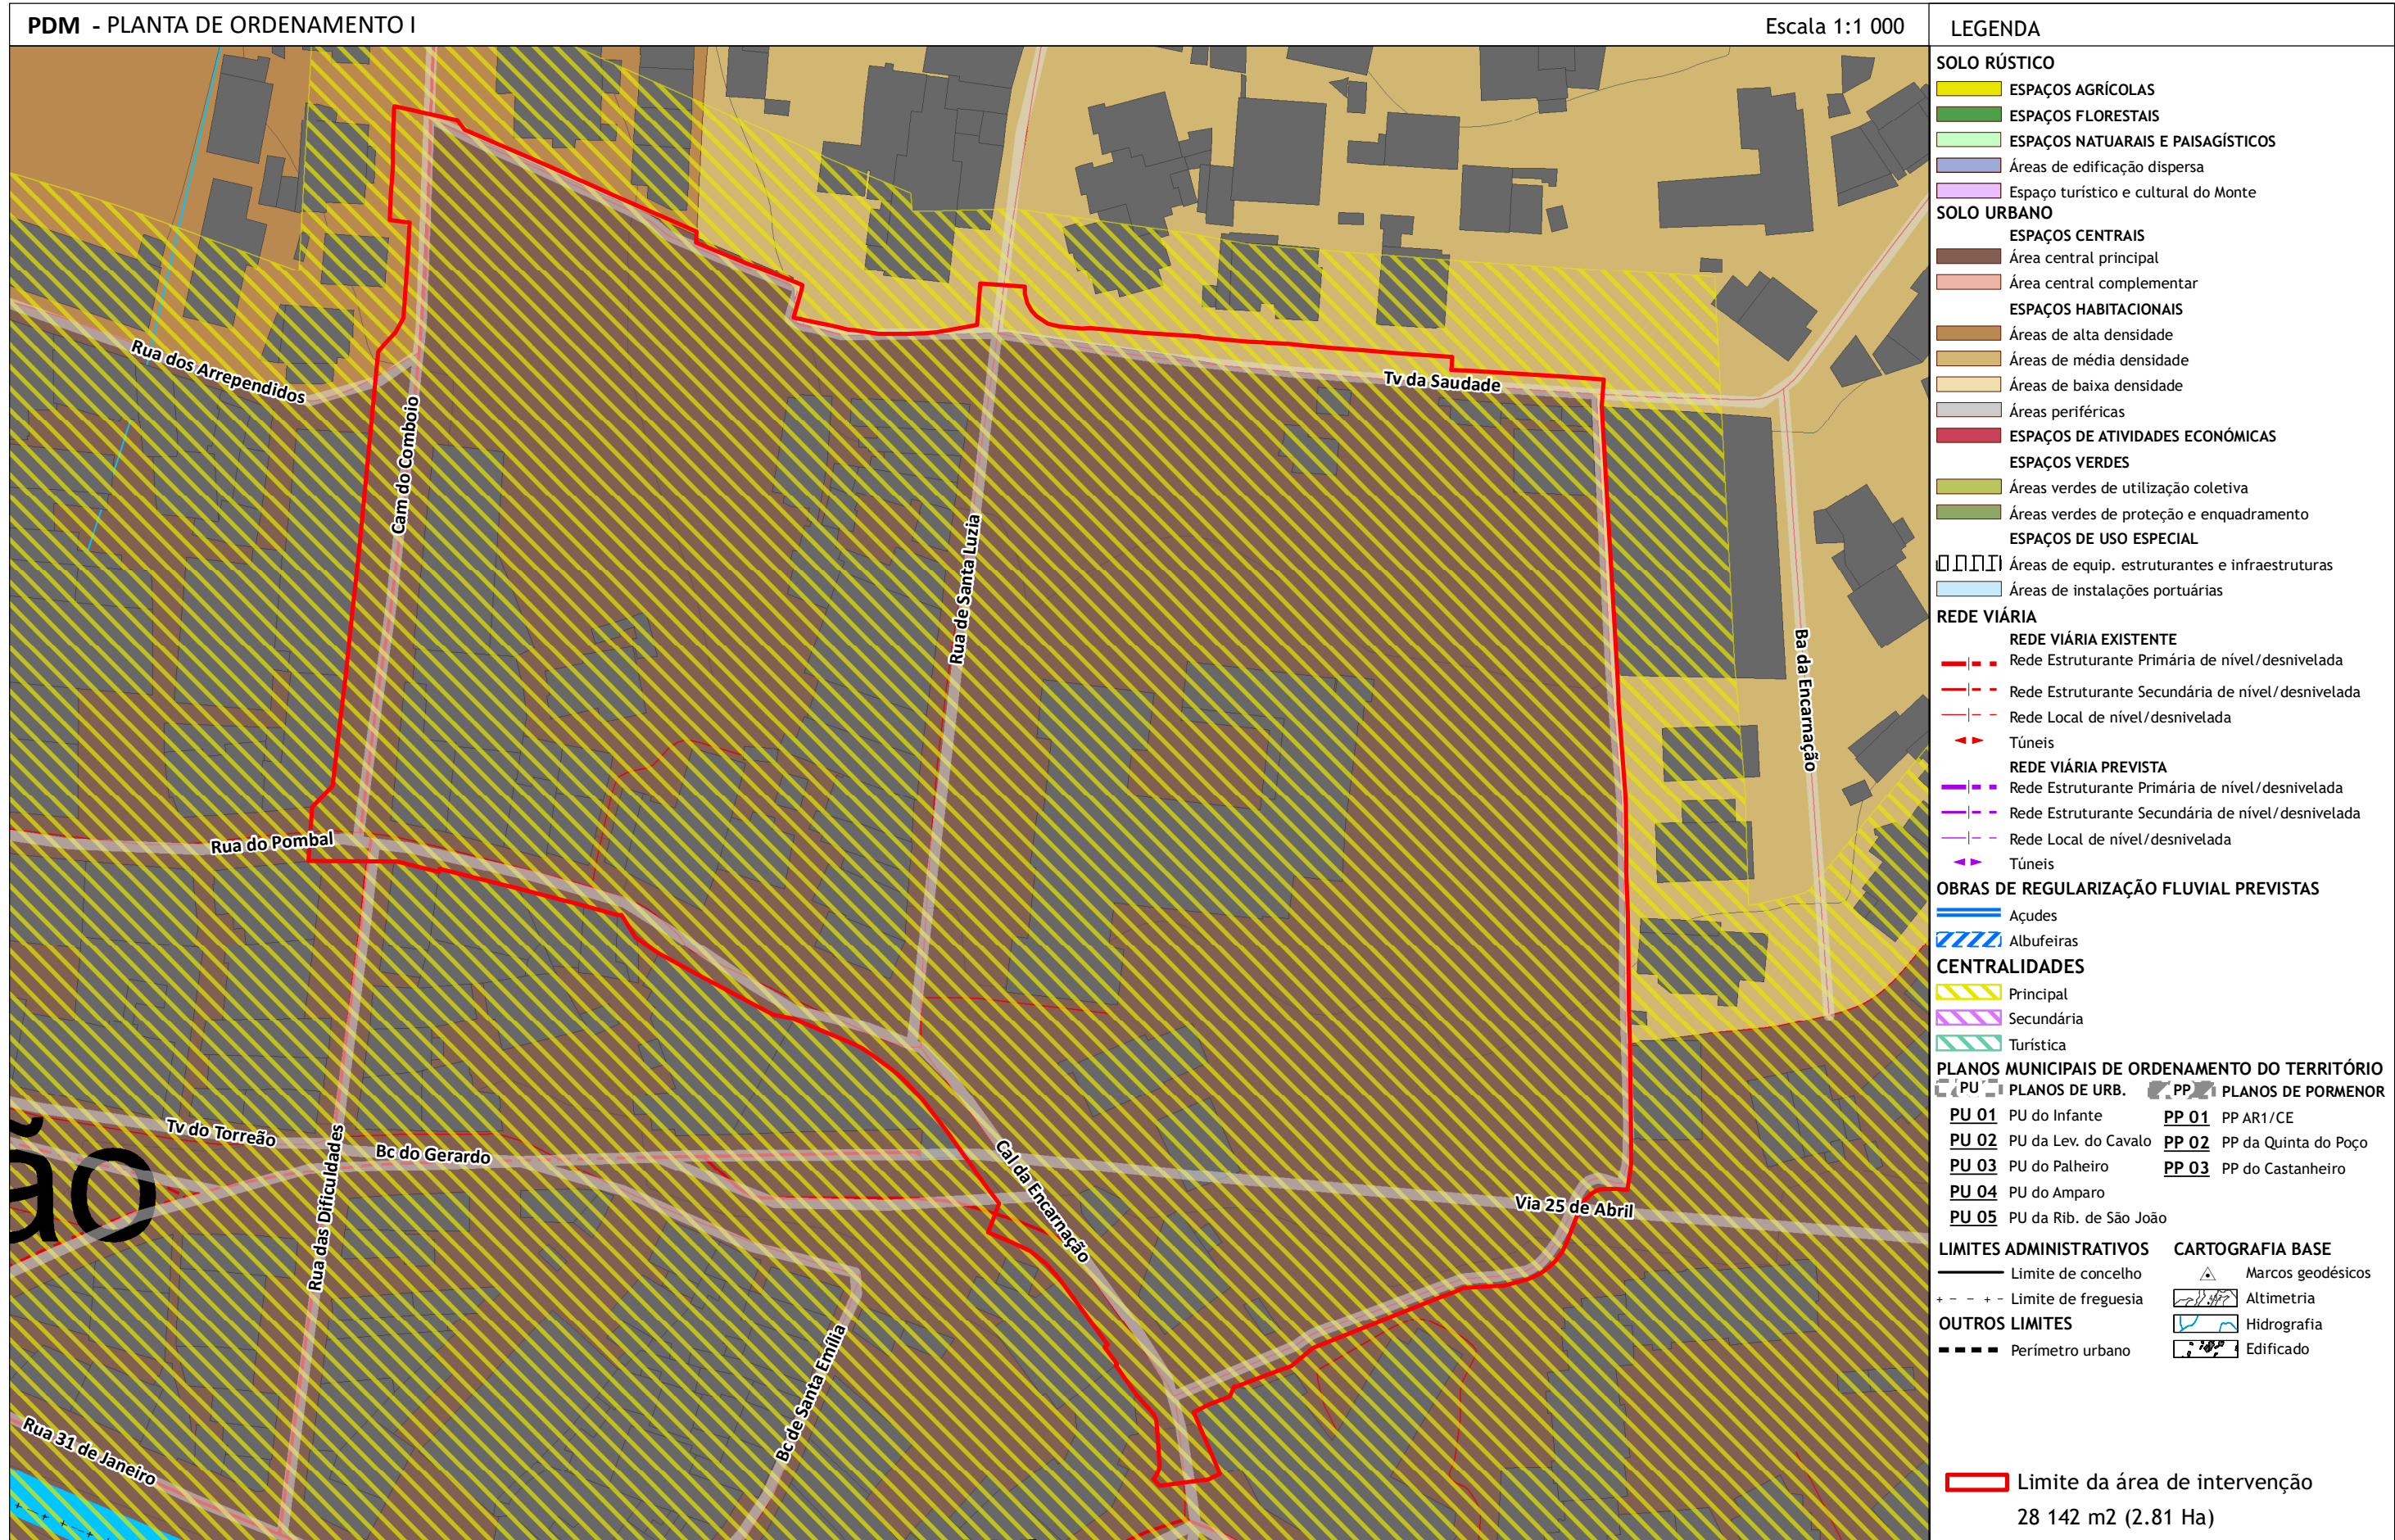 PDM - PLANTA DE ORDENAMENTO I
Escala 1:1 000
Rua dos Arrependidos
Cam do Comboio
Rua de Santa Luzia
Tv da Saudade
Ba da Encarnação
Rua do Pombal
Tv do Torreão
Bc do Gerardo
Rua das Dificuldades
Cal da Encarnação
Via 25 de Abril
Bc de Santa Emília
Rua 31 de Janeiro
ão
LEGENDA
SOLO RÚSTICO
ESPAÇOS AGRÍCOLAS
ESPAÇOS FLORESTAIS
ESPAÇOS NATUARAIS E PAISAGÍSTICOS
Áreas de edificação dispersa
Espaço turístico e cultural do Monte
SOLO URBANO
ESPAÇOS CENTRAIS
Área central principal
Área central complementar
ESPAÇOS HABITACIONAIS
Áreas de alta densidade
Áreas de média densidade
Áreas de baixa densidade
Áreas periféricas
ESPAÇOS DE ATIVIDADES ECONÓMICAS
ESPAÇOS VERDES
Áreas verdes de utilização coletiva
Áreas verdes de proteção e enquadramento
ESPAÇOS DE USO ESPECIAL
Áreas de equip. estruturantes e infraestruturas
Áreas de instalações portuárias
REDE VIÁRIA
REDE VIÁRIA EXISTENTE
Rede Estruturante Primária de nível/desnivelada
Rede Estruturante Secundária de nível/desnivelada
Rede Local de nível/desnivelada
Túneis
REDE VIÁRIA PREVISTA
Rede Estruturante Primária de nível/desnivelada
Rede Estruturante Secundária de nível/desnivelada
Rede Local de nível/desnivelada
Túneis
OBRAS DE REGULARIZAÇÃO FLUVIAL PREVISTAS
Açudes
Albufeiras
CENTRALIDADES
Principal
Secundária
Turística
PLANOS MUNICIPAIS DE ORDENAMENTO DO TERRITÓRIO
PU PLANOS DE URB. PP PLANOS DE PORMENOR
PU 01 PU do Infante PP 01 PP AR1/CE
PU 02 PU da Lev. do Cavalo PP 02 PP da Quinta do Poço
PU 03 PU do Palheiro PP 03 PP do Castanheiro
PU 04 PU do Amparo
PU 05 PU da Rib. de São João
LIMITES ADMINISTRATIVOS CARTOGRAFIA BASE
Limite de concelho Marcos geodésicos
Limite de freguesia Altimetria
OUTROS LIMITES Hidrografia
Perímetro urbano Edificado
Limite da área de intervenção
28 142 m2 (2.81 Ha)